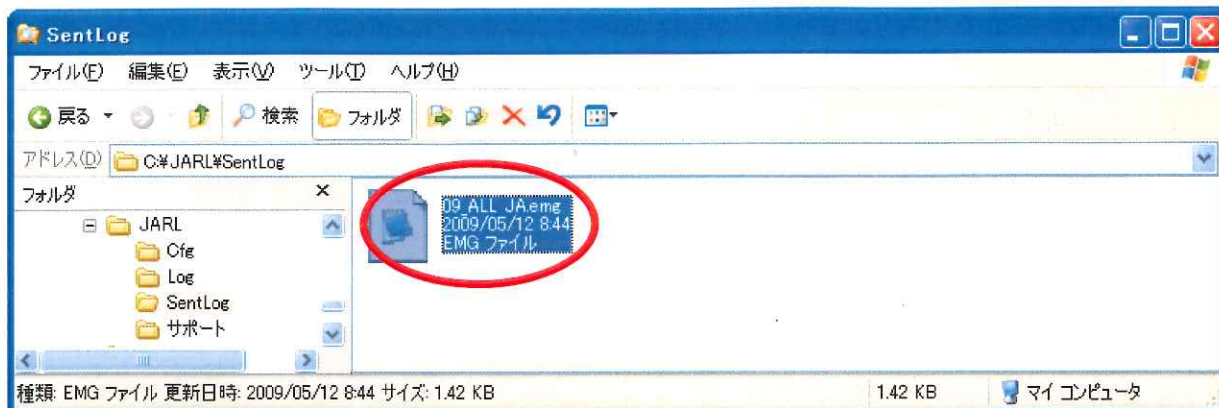 SentLog
ファイル(F) 編集(E) 表示(V) ツール(T) ヘルプ(H)
戻る 検索 フォルダ
アドレス(D) C:¥JARL¥SentLog
フォルダ ×
JARL
Cfg
Log
SentLog
サポート
09_ALL JA.emg
2009/05/12 8:44
EMG ファイル
種類: EMG ファイル 更新日時: 2009/05/12 8:44 サイズ: 1.42 KB 1.42 KB マイ コンピュータ